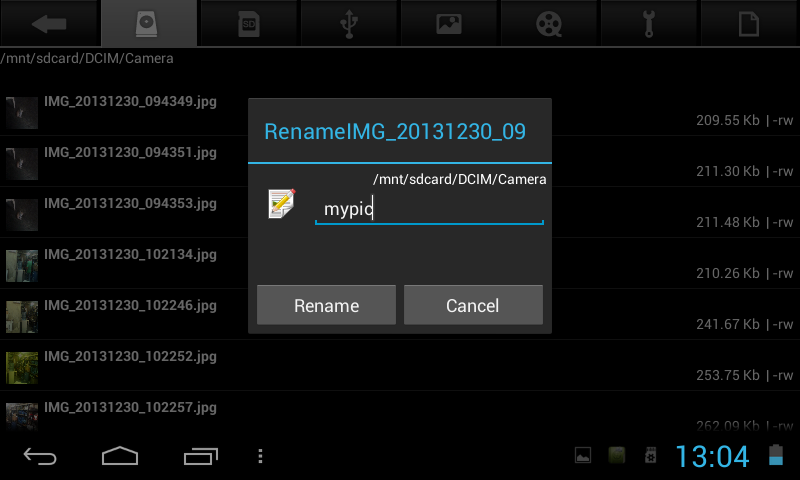 SD
/mnt/sdcard/DCIM/Camera
IMG_20131230_094349.jpg
209.55 Kb | -rw
IMG_20131230_094351.jpg
211.30 Kb | -rw
IMG_20131230_094353.jpg
211.48 Kb | -rw
IMG_20131230_102134.jpg
210.26 Kb | -rw
IMG_20131230_102246.jpg
241.67 Kb | -rw
IMG_20131230_102252.jpg
253.75 Kb | -rw
IMG_20131230_102257.jpg
262.09 Kb | -rw
RenameIMG_20131230_09
/mnt/sdcard/DCIM/Camera
mypic
Rename
Cancel
13:04